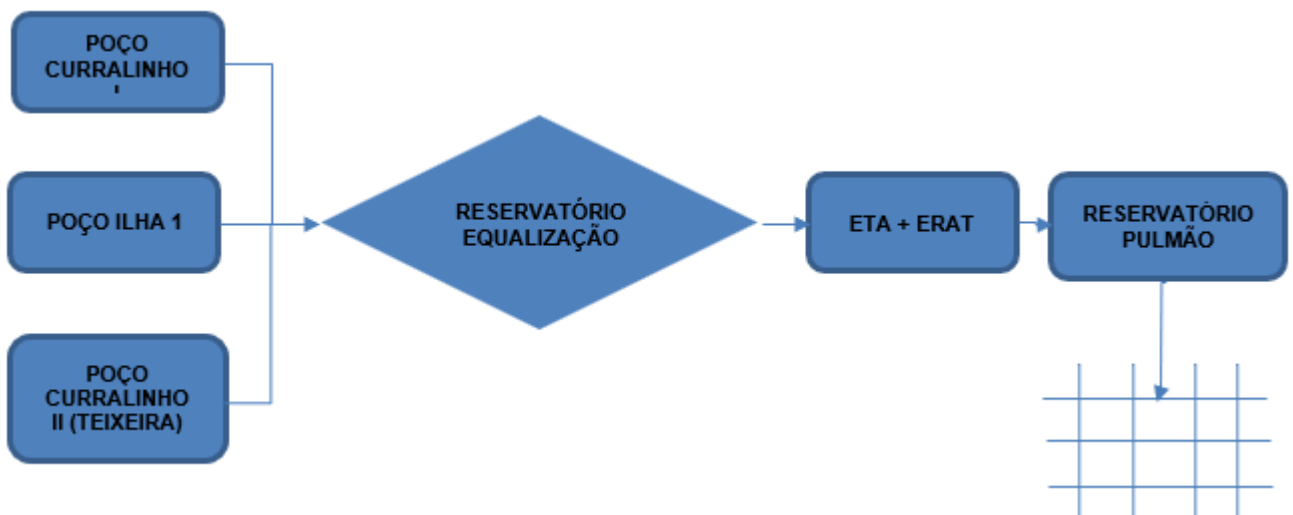 POÇO
CURRALINHO
I
POÇO ILHA 1
POÇO
CURRALINHO
II (TEIXEIRA)
RESERVATÓRIO
EQUALIZAÇÃO
ETA + ERAT
RESERVATÓRIO
PULMÃO